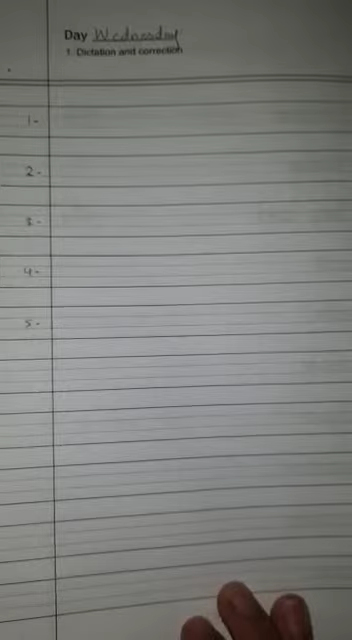 Day Wednesday
1. Dictation and correction
1-
2-
3-
4-
5-